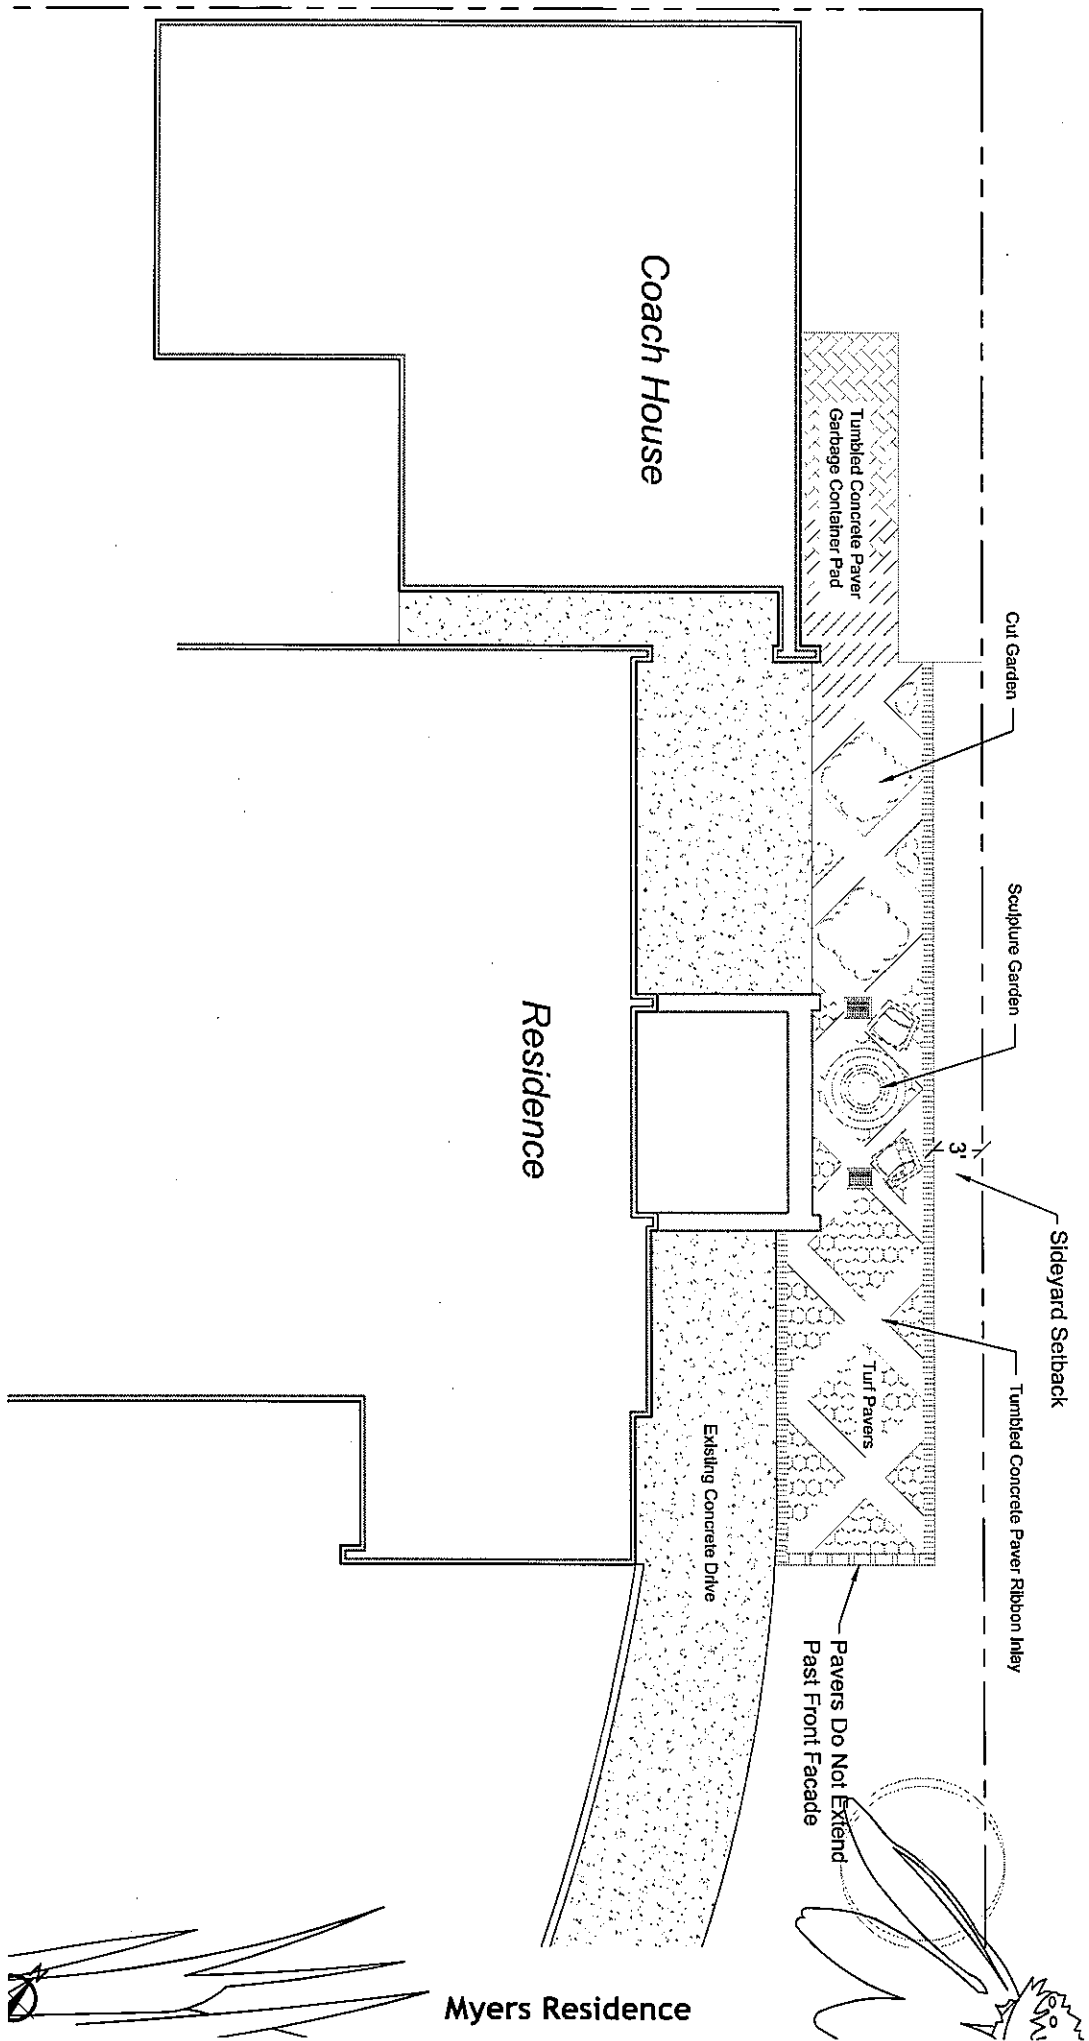 Coach House
Tumbled Concrete Paver
Garbage Container Pad
Cut Garden
Sculpture Garden
Residence
3'
Sideyard Setback
Tumbled Concrete Paver Ribbon Inlay
Turf Pavers
Existing Concrete Drive
Pavers Do Not Extend
Past Front Facade
Myers Residence